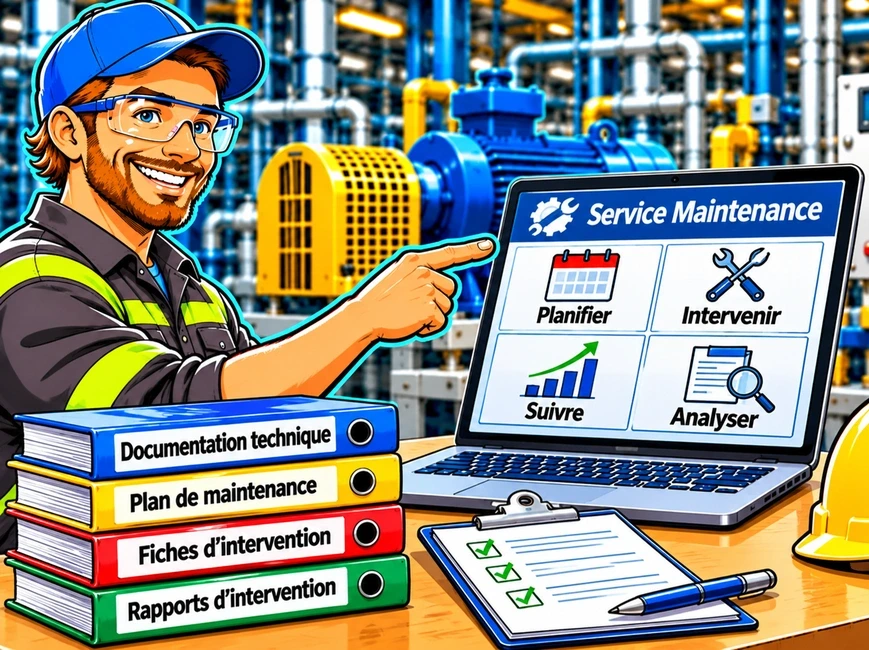 Service Maintenance
Planifier
Intervenir
Suivre
Analyser
Documentation technique
Plan de maintenance
Fiches d'intervention
Rapports d'intervention